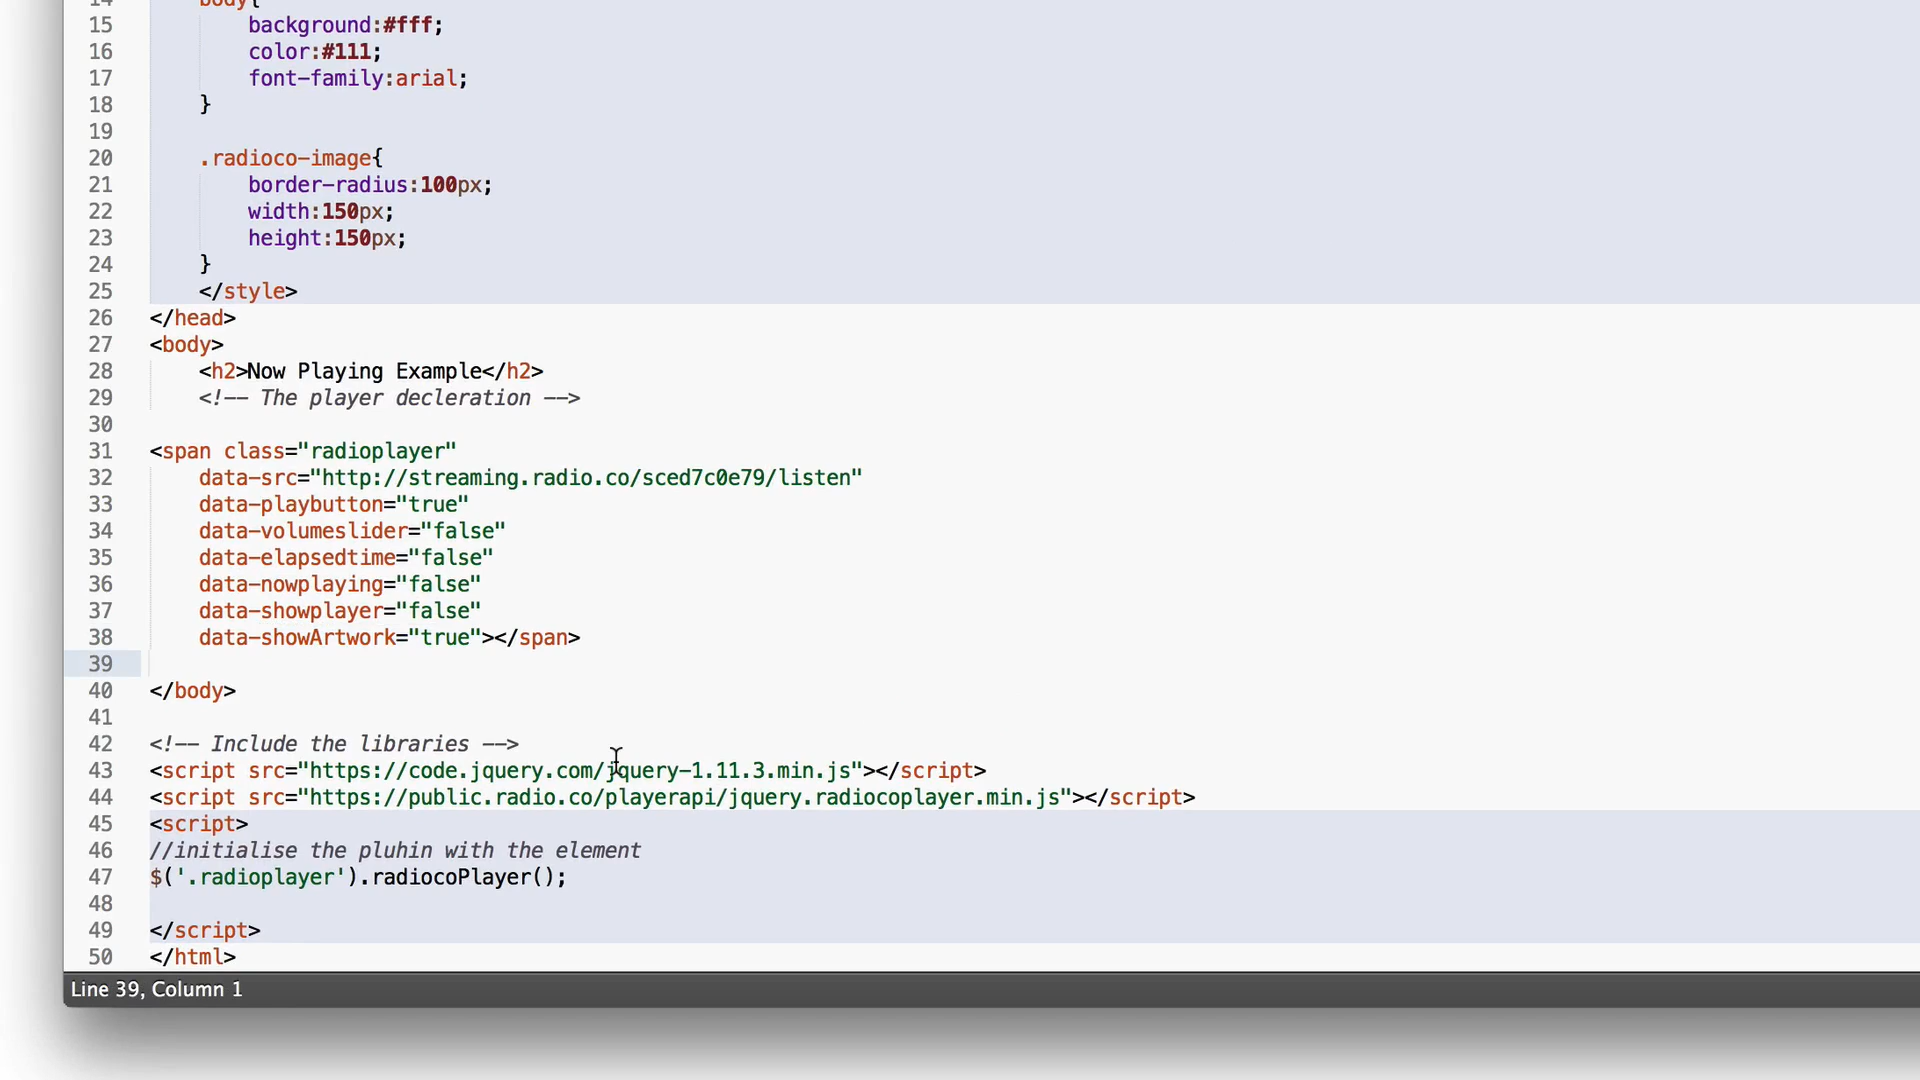 14 body{
15 background:#fff;
16 color:#111;
17 font-family:arial;
18 }
19
20 .radioco-image{
21 border-radius:100px;
22 width:150px;
23 height:150px;
24 }
25 </style>
26 </head>
27 <body>
28 <h2>Now Playing Example</h2>
29 <!-- The player decleration -->
30
31 <span class="radioplayer"
32 data-src="http://streaming.radio.co/sced7c0e79/listen"
33 data-playbutton="true"
34 data-volumeslider="false"
35 data-elapsedtime="false"
36 data-nowplaying="false"
37 data-showplayer="false"
38 data-showArtwork="true"></span>
39
40 </body>
41
42 <!-- Include the libraries -->
43 <script src="https://code.jquery.com/jquery-1.11.3.min.js"></script>
44 <script src="https://public.radio.co/playerapi/jquery.radiocoplayer.min.js"></script>
45 <script>
46 //initialise the pluhin with the element
47 $('.radioplayer').radiocoPlayer();
48
49 </script>
50 </html>
Line 39, Column 1